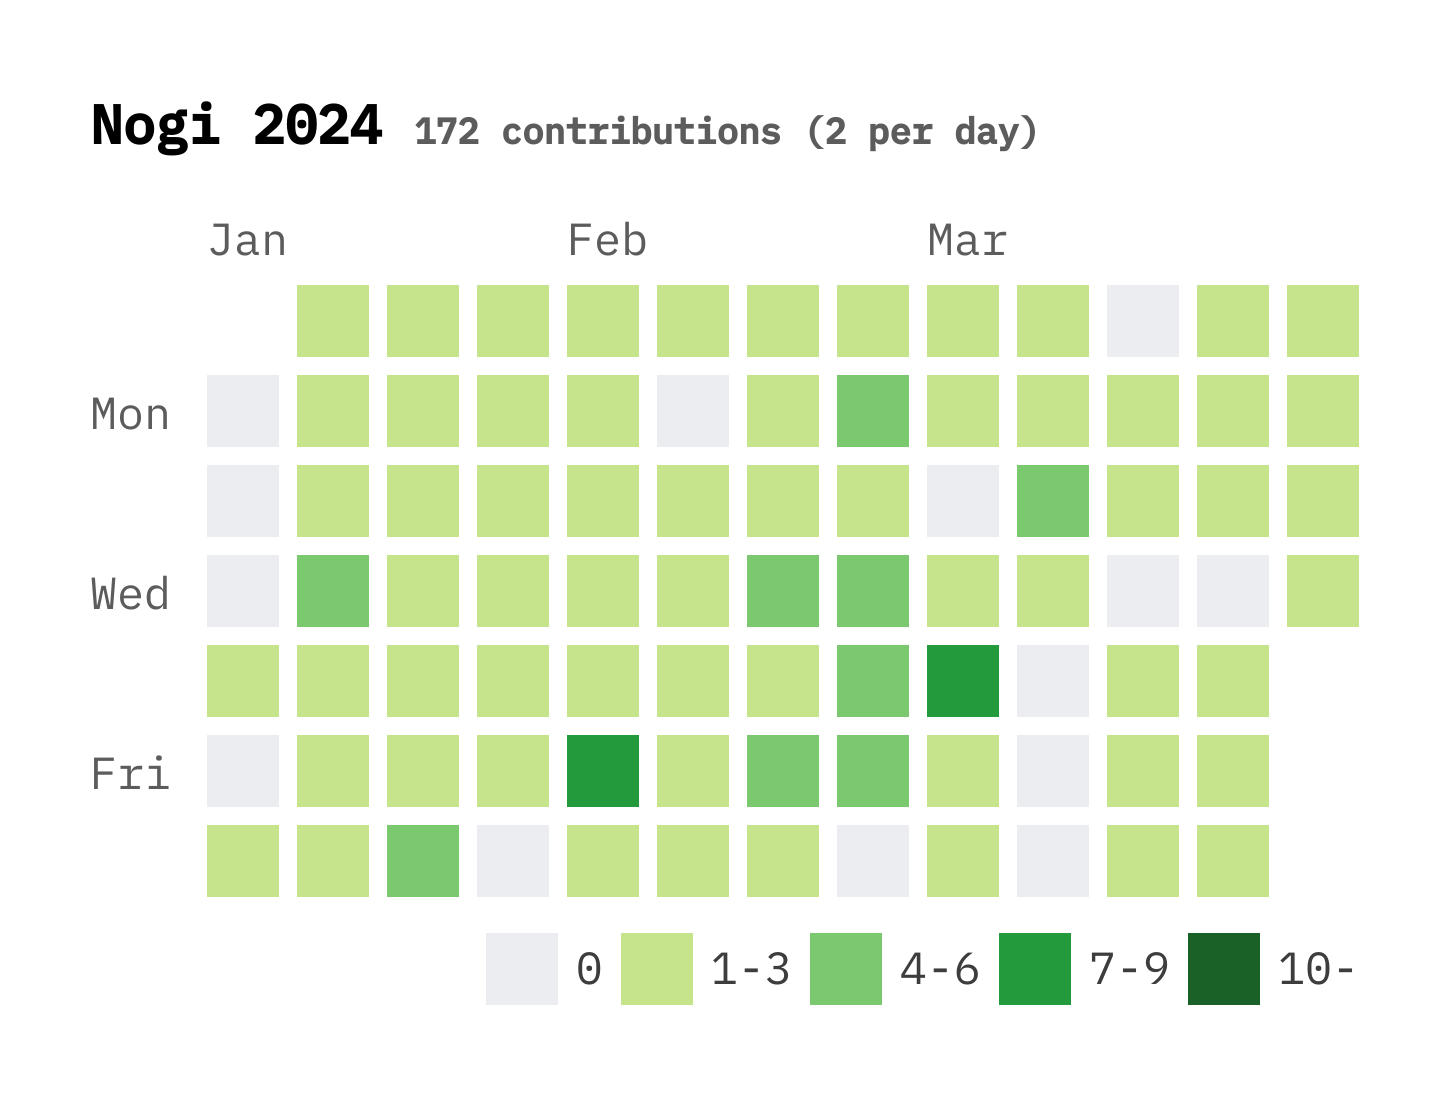 Nogi 2024 172 contributions (2 per day)
Jan Feb Mar
Mon
Wed
Fri
0 1-3 4-6 7-9 10-